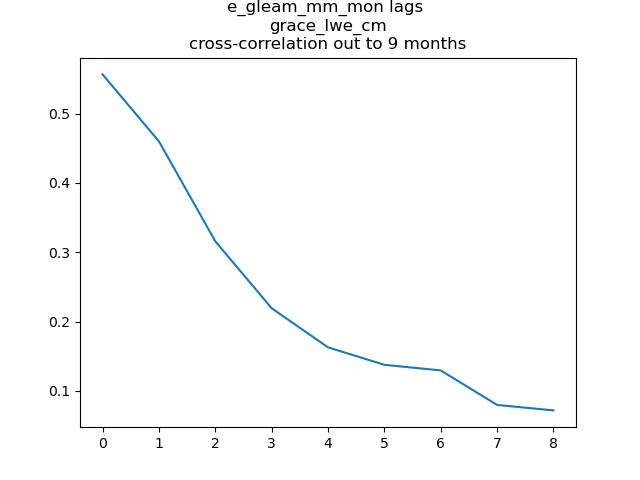 e_gleam_mm_mon lags
grace_lwe_cm
cross-correlation out to 9 months
0.5
0.4
0.3
0.2
0.1
0 1 2 3 4 5 6 7 8